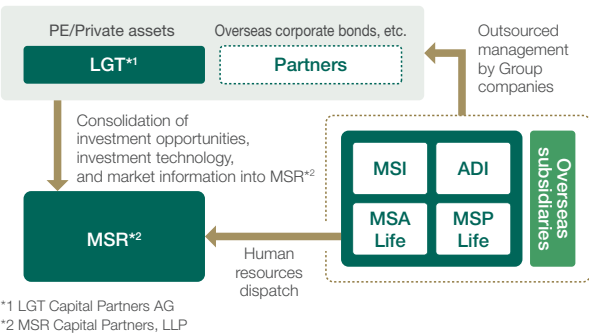 PE/Private assets
LGT*1
Overseas corporate bonds, etc.
Partners
Outsourced
management
by Group
companies
Consolidation of
investment opportunities,
investment technology,
and market information into MSR*2
MSR*2
Human
resources
dispatch
MSI
ADI
MSA
Life
MSP
Life
Overseas
subsidiaries
*1 LGT Capital Partners AG
*2 MSR Capital Partners, LLP